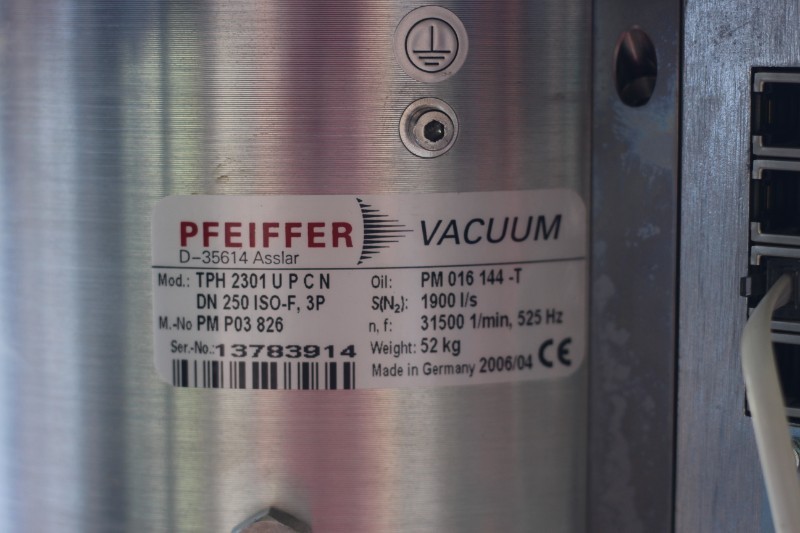 PFEIFFER VACUUM
D-35614 Asslar
Mod.: TPH 2301 U P C N
DN 250 ISO-F, 3P
M.-No PM P03 826
Ser.-No.: 13783914
Oil: PM 016 144 -T
S(N₂): 1900 l/s
n, f: 31500 1/min, 525 Hz
Weight: 52 kg
Made in Germany 2006/04 CE